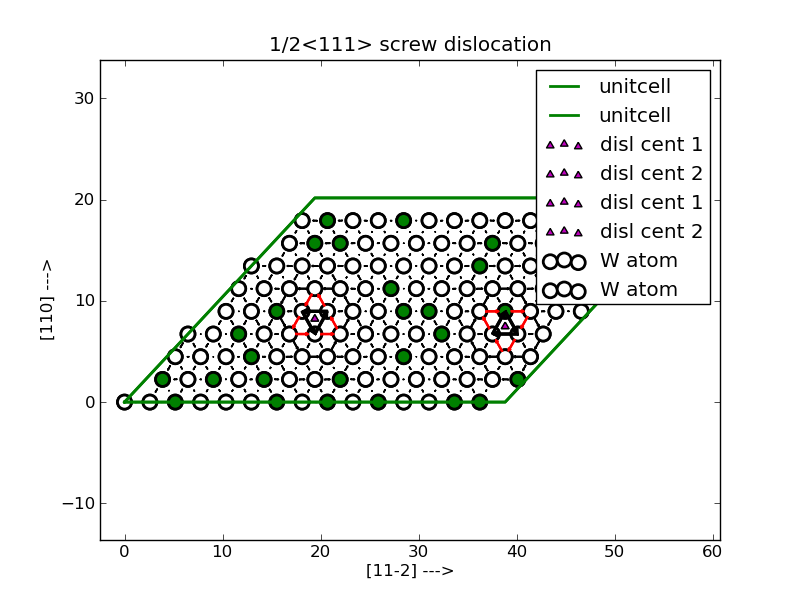 1/2<111> screw dislocation
unitcell
unitcell
disl cent 1
disl cent 2
disl cent 1
disl cent 2
W atom
W atom
30
20
10
0
−10
[110] --->
0 10 20 30 40 50 60
[11-2] --->